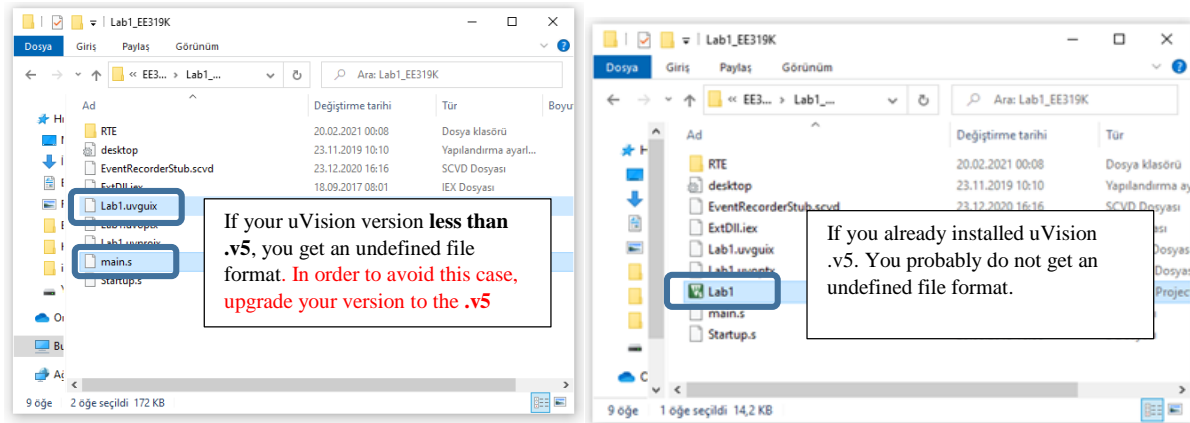 Lab1_EE319K
Dosya Giriş Paylaş Görünüm
« EE3... › Lab1_... Ara: Lab1_EE319K
Ad Değiştirme tarihi Tür Boyu
RTE 20.02.2021 00:08 Dosya klasörü
desktop 23.11.2019 10:10 Yapılandırma ayarl...
EventRecorderStub.scvd 23.12.2020 16:16 SCVD Dosyası
ExtDll.iex 18.09.2017 08:01 IEX Dosyası
Lab1.uvguix
Lab1.uvoptx
Lab1.uvprojx
main.s
Startup.s
If your uVision version less than
.v5, you get an undefined file
format. In order to avoid this case,
upgrade your version to the .v5
9 öğe 2 öğe seçildi 172 KB
Lab1_EE319K
Dosya Giriş Paylaş Görünüm
« EE3... › Lab1_... Ara: Lab1_EE319K
Ad Değiştirme tarihi Tür
RTE 20.02.2021 00:08 Dosya klasörü
desktop 23.11.2019 10:10 Yapılandırma ay
EventRecorderStub.scvd 23.12.2020 16:16 SCVD Dosyası
ExtDll.iex
Lab1.uvguix Dosyas
Lab1.uvoptx Dosyas
Lab1 Projec
main.s
Startup.s
If you already installed uVision
.v5. You probably do not get an
undefined file format.
9 öğe 1 öğe seçildi 14,2 KB